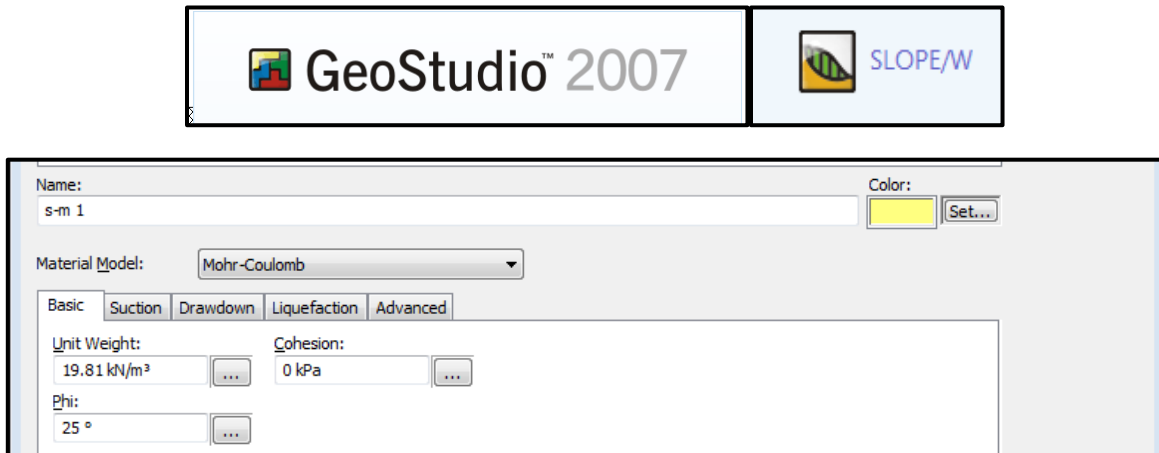 GeoStudio™ 2007
SLOPE/W
Name:
Color:
s-m 1
Set...
Material Model:
Mohr-Coulomb
Basic Suction Drawdown Liquefaction Advanced
Unit Weight:
Cohesion:
19.81 kN/m³
...
0 kPa
...
Phi:
25 °
...